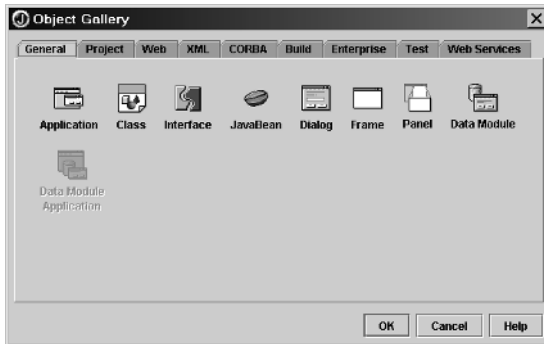 Object Gallery
General Project Web XML CORBA Build Enterprise Test Web Services
Application Class Interface JavaBean Dialog Frame Panel Data Module
Data Module
Application
OK Cancel Help